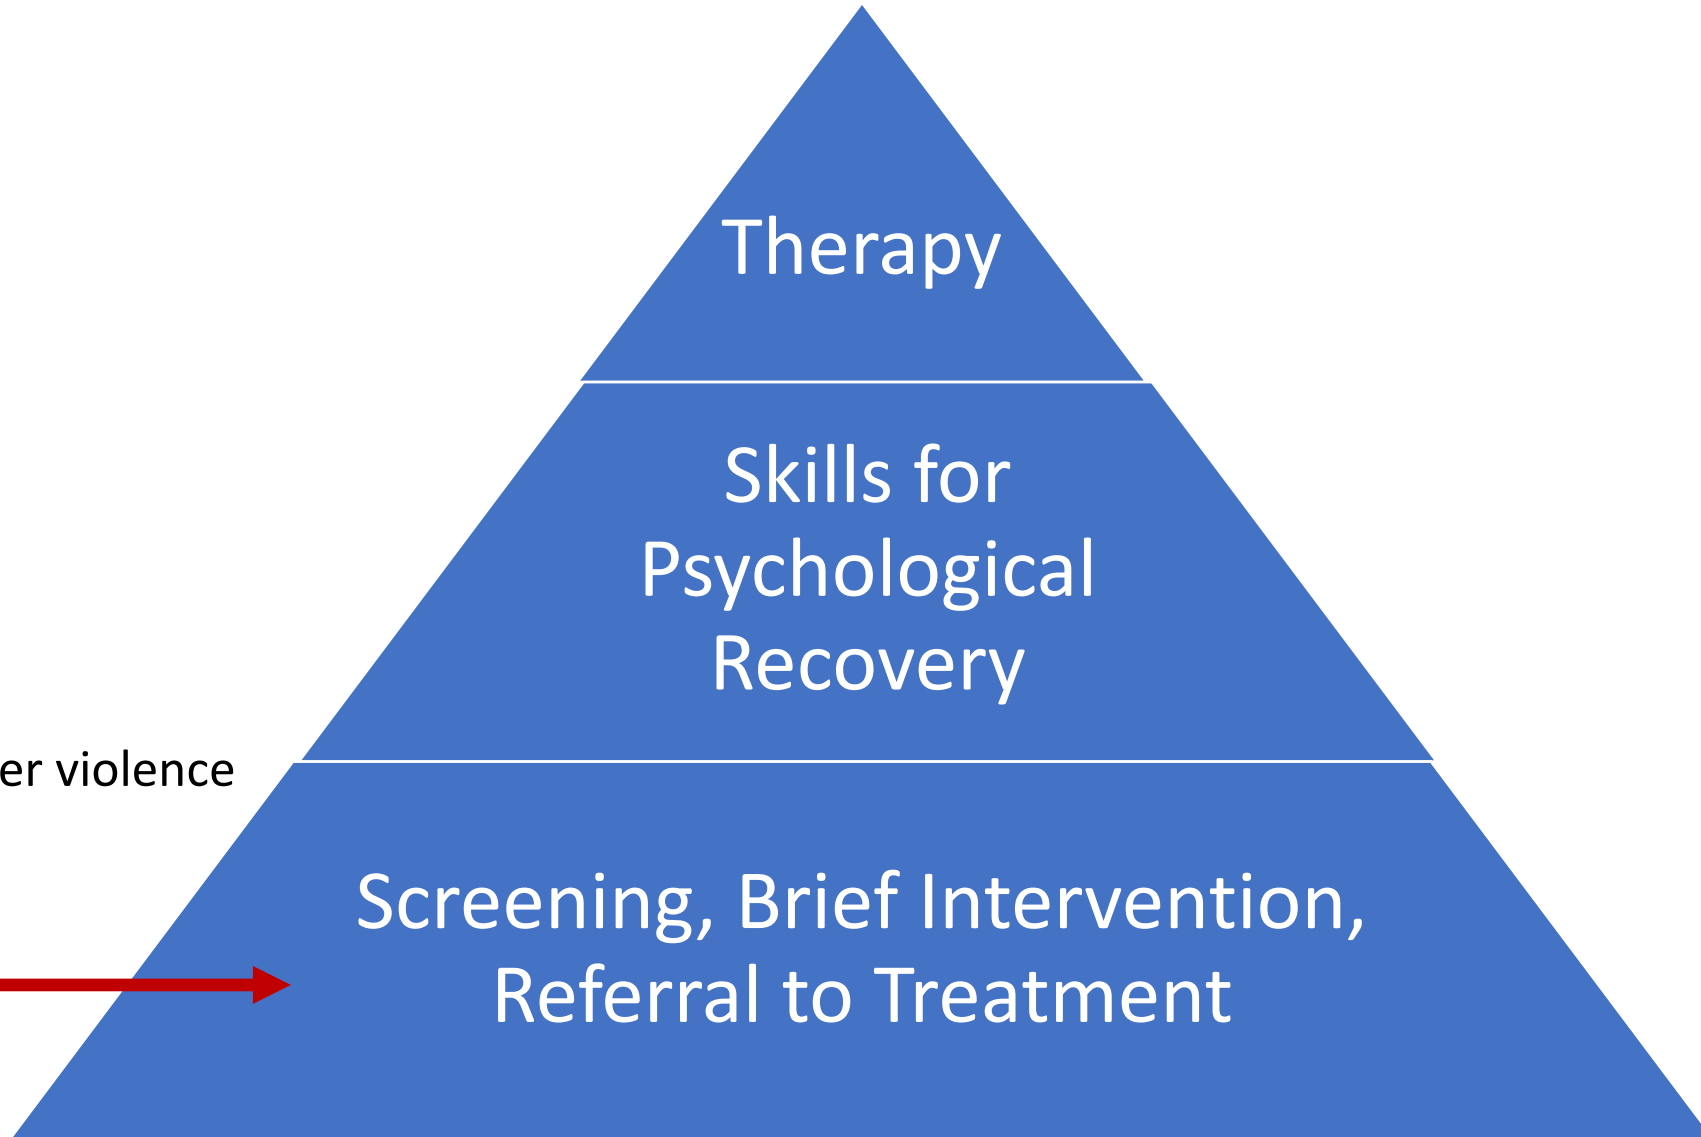 Therapy
Skills for
Psychological
Recovery
er violence
Screening, Brief Intervention,
Referral to Treatment